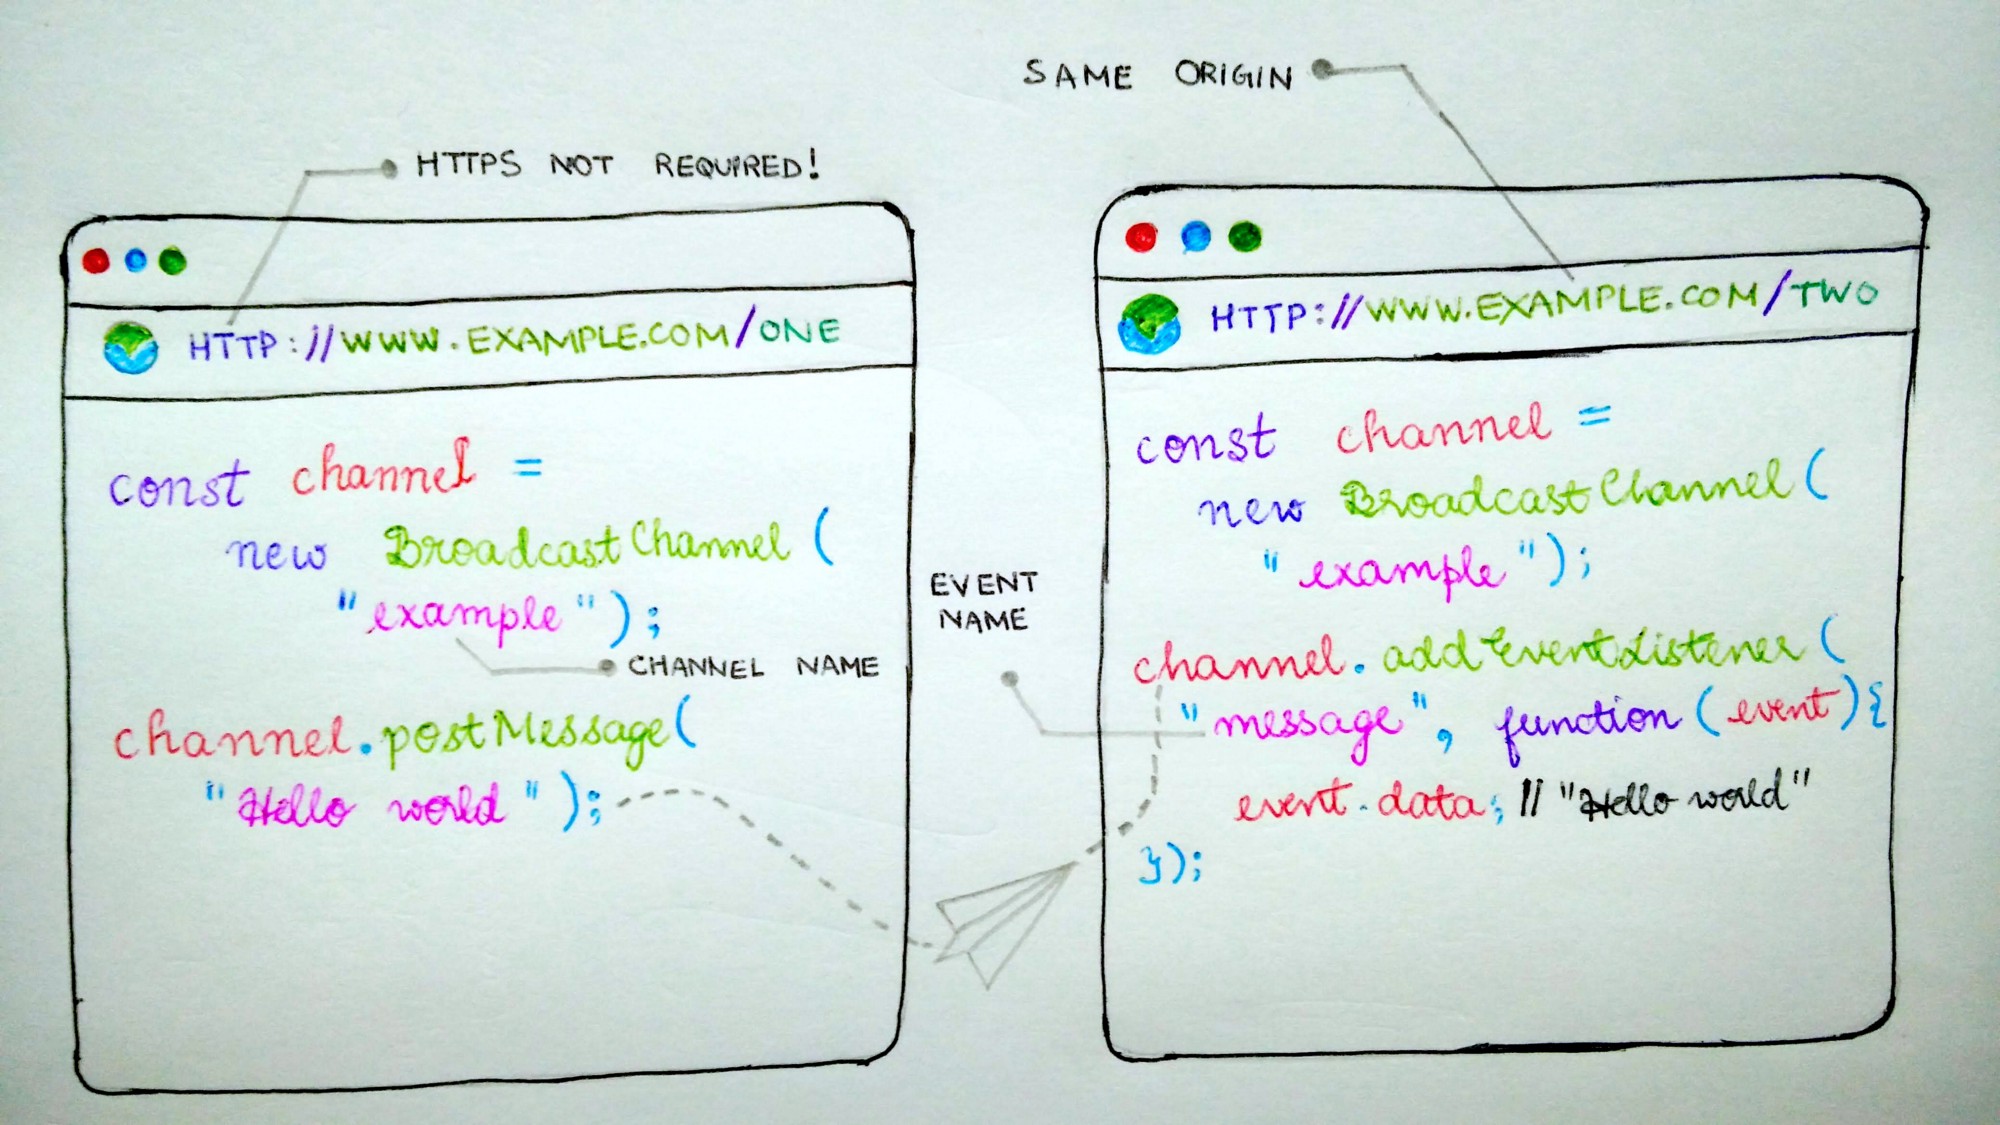 SAME ORIGIN
HTTPS NOT REQUIRED!
HTTP://WWW.EXAMPLE.COM/ONE
const channel =
new BroadcastChannel(
"example");
CHANNEL NAME
channel.postMessage(
"Hello world");
EVENT
NAME
HTTP://WWW.EXAMPLE.COM/TWO
const channel =
new BroadcastChannel(
"example");
channel.addEventListener(
"message", function(event){
event.data; // "Hello world"
});